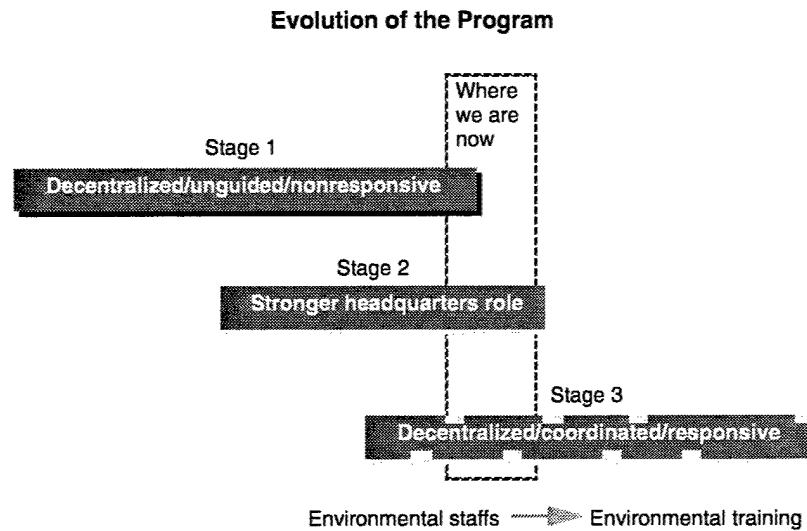 Evolution of the Program
Where
we are
now
Stage 1
Decentralized/unguided/nonresponsive
Stage 2
Stronger headquarters role
Stage 3
Decentralized/coordinated/responsive
Environmental staffs
Environmental training